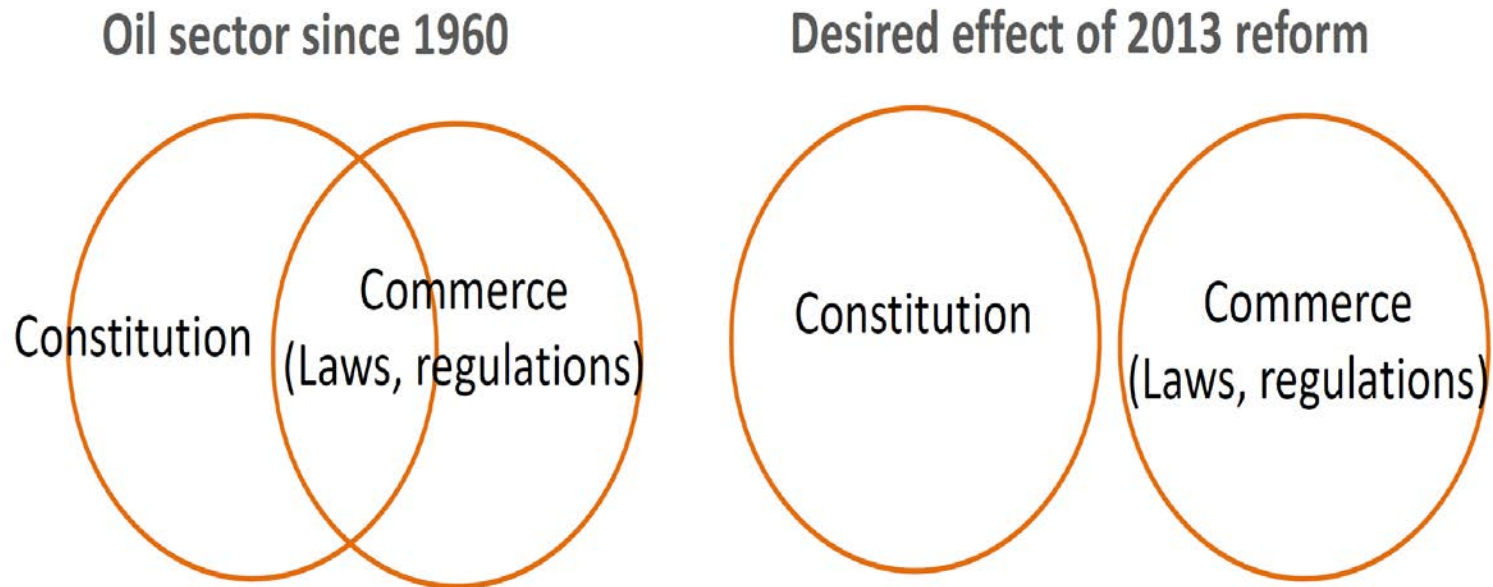 Oil sector since 1960
Constitution
Commerce
(Laws, regulations)
Desired effect of 2013 reform
Constitution
Commerce
(Laws, regulations)